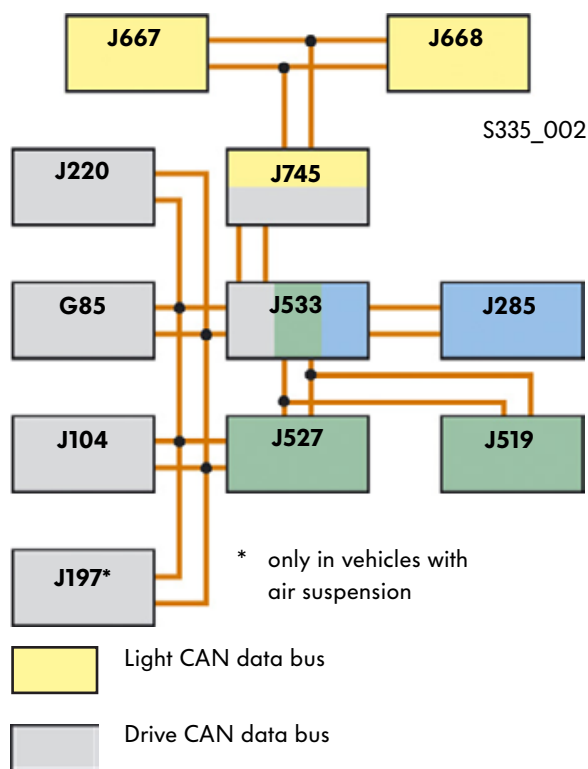 J667
J668
S335_002
J220
J745
G85
J533
J285
J104
J527
J519
J197*
* only in vehicles with
air suspension
Light CAN data bus
Drive CAN data bus